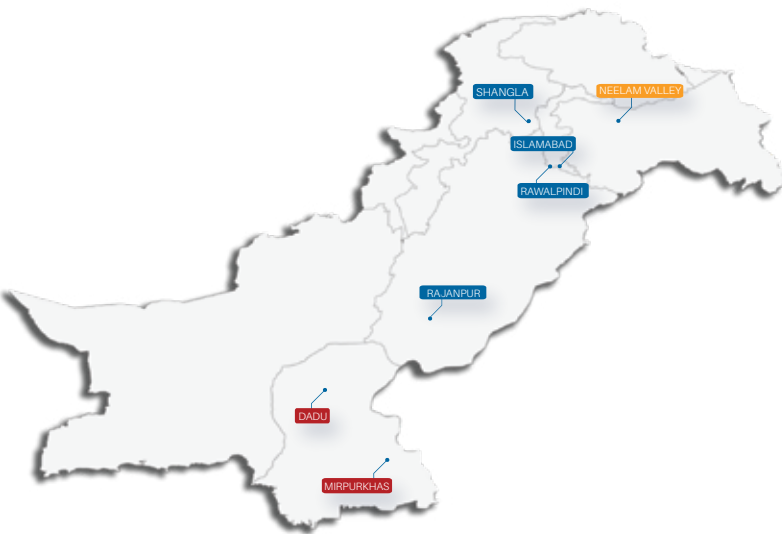 SHANGLA
NEELAM VALLEY
ISLAMABAD
RAWALPINDI
RAJANPUR
DADU
MIRPURKHAS